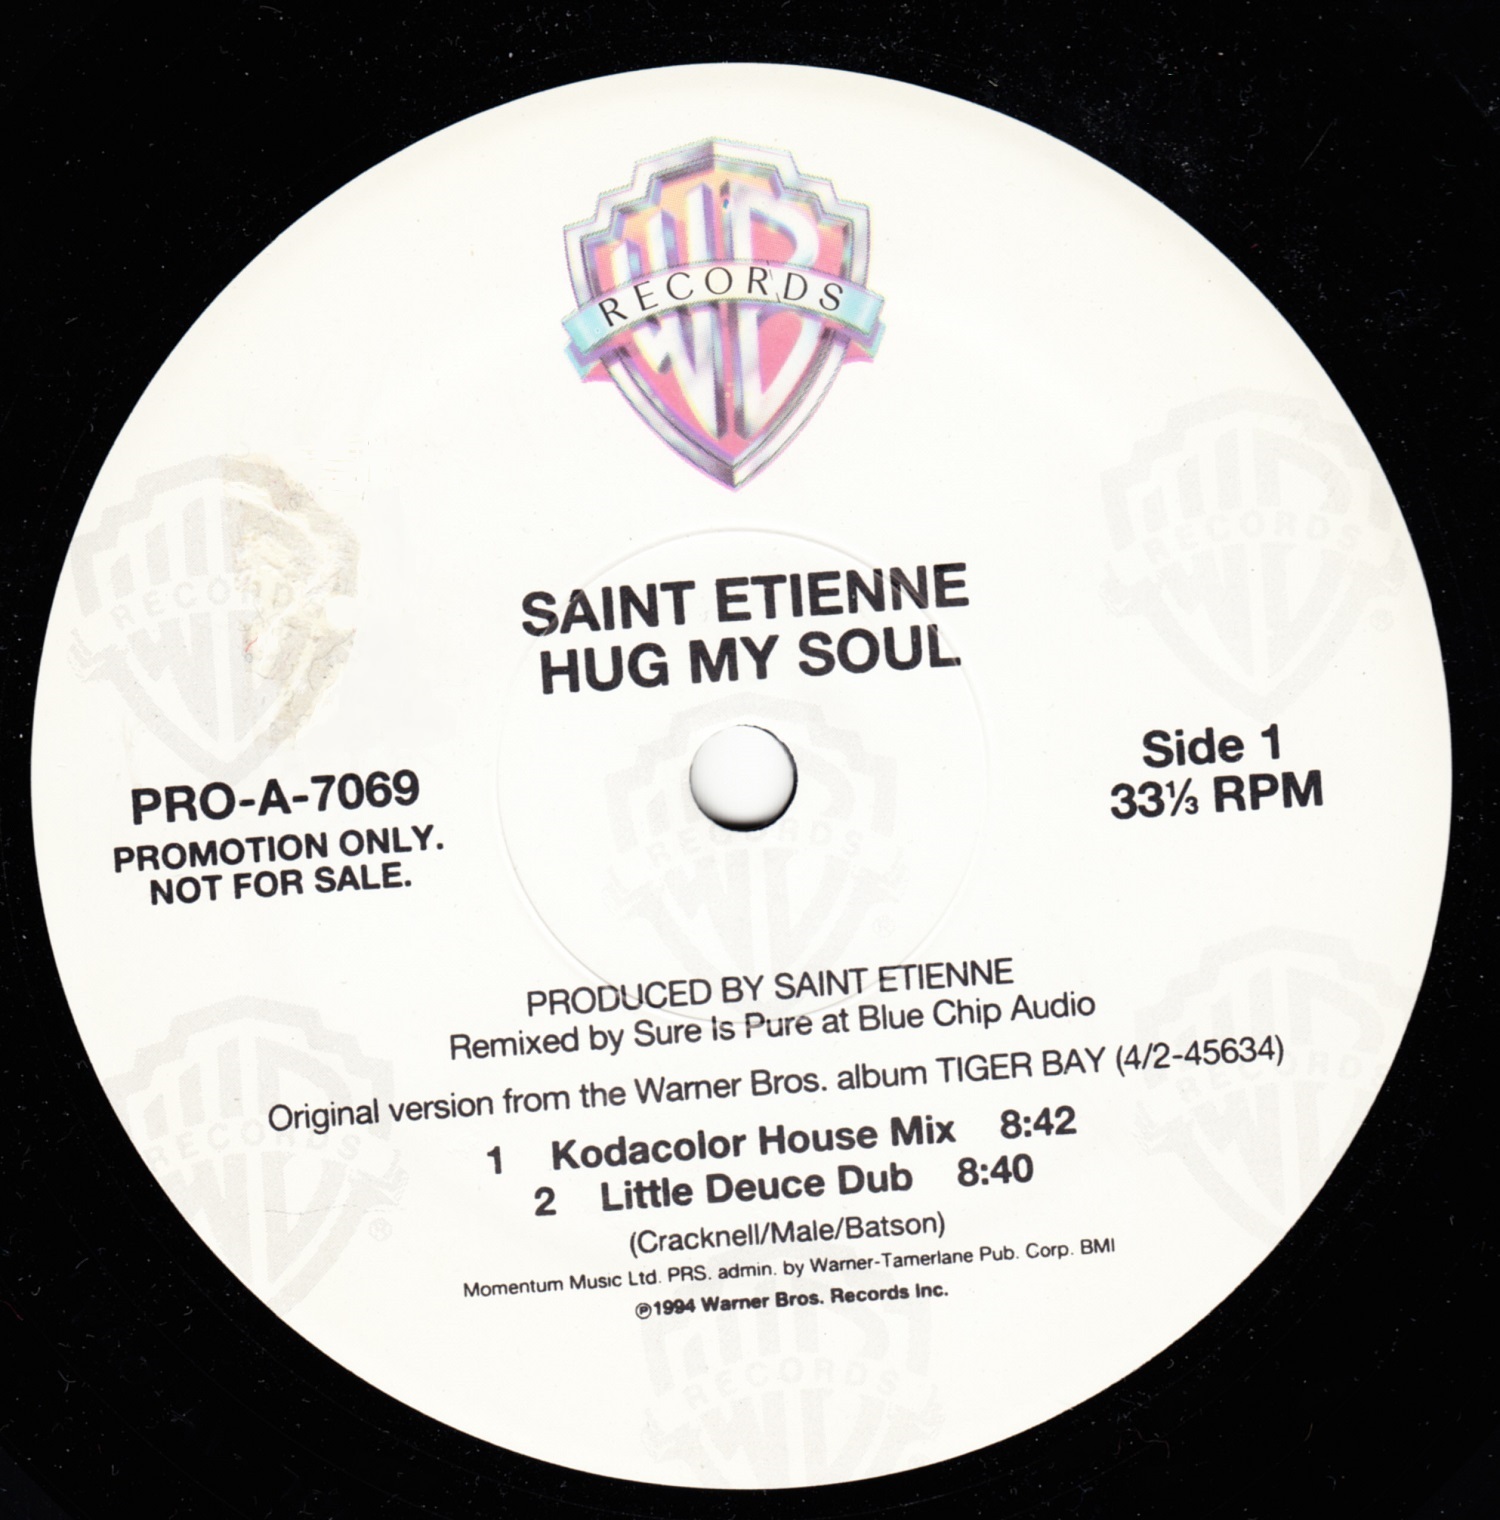 RECORDS
SAINT ETIENNE
HUG MY SOUL
Side 1
33⅓ RPM
PRO-A-7069
PROMOTION ONLY.
NOT FOR SALE.
PRODUCED BY SAINT ETIENNE
Remixed by Sure Is Pure at Blue Chip Audio
Original version from the Warner Bros. album TIGER BAY (4/2-45634)
1 Kodacolor House Mix 8:42
2 Little Deuce Dub 8:40
(Cracknell/Male/Batson)
Momentum Music Ltd. PRS. admin. by Warner-Tamerlane Pub. Corp. BMI
℗1994 Warner Bros. Records Inc.